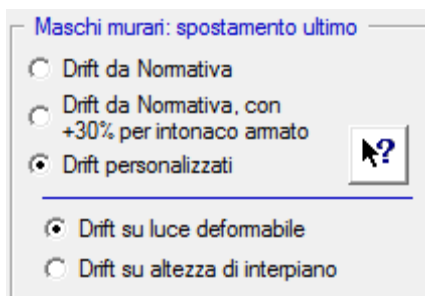 Maschi murari: spostamento ultimo
Drift da Normativa
Drift da Normativa, con
+30% per intonaco armato
Drift personalizzati
?
Drift su luce deformabile
Drift su altezza di interpiano